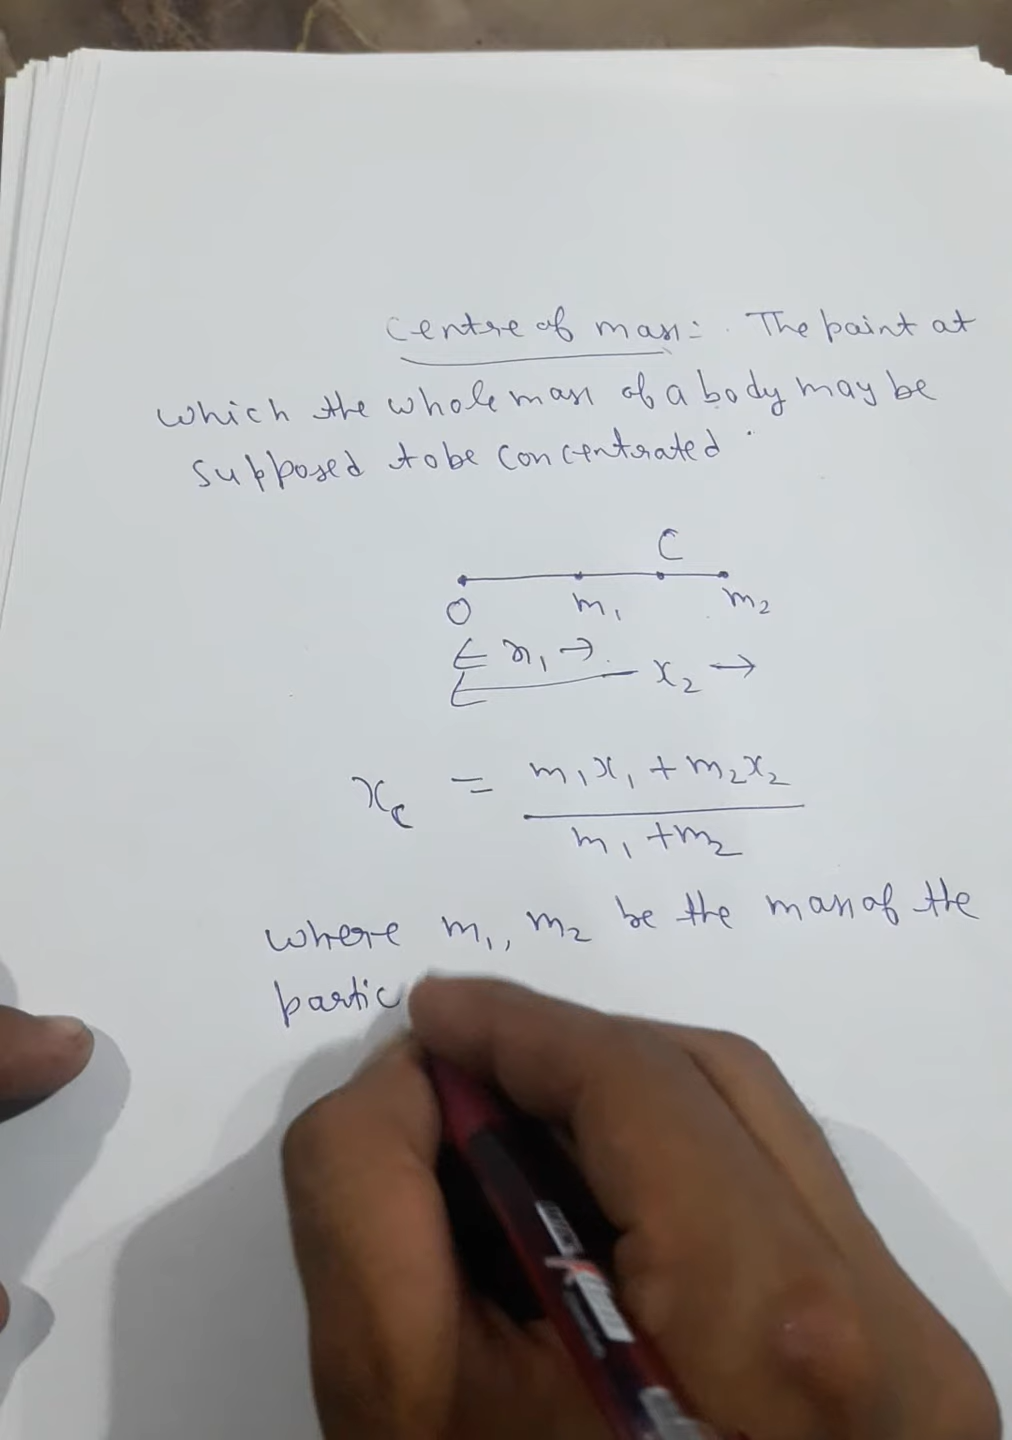 Centre of mass: The point at
which the whole mass of a body may be
supposed to be concentrated.
C
O m₁ m₂
← x₁ →
← x₂ →
x_c = m₁x₁ + m₂x₂ / m₁ + m₂
where m₁, m₂ be the mass of the
partic